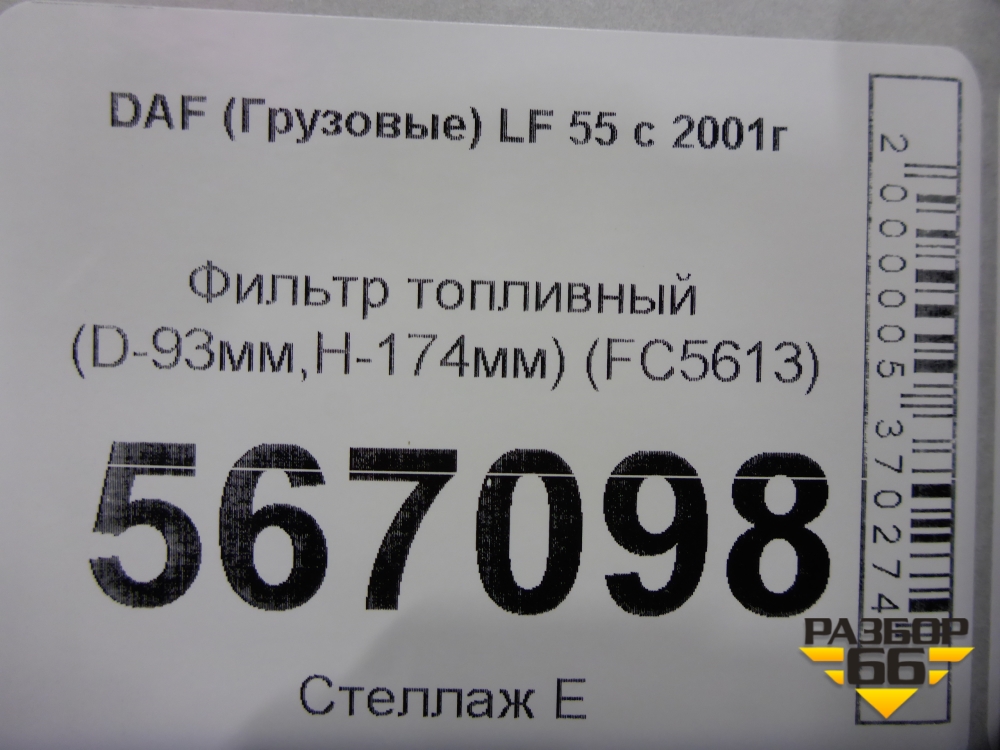 DAF (Грузовые) LF 55 с 2001г
Фильтр топливный
(D-93мм,H-174мм) (FC5613)
567098
Стеллаж Е
2000005370274
РАЗБОР
66